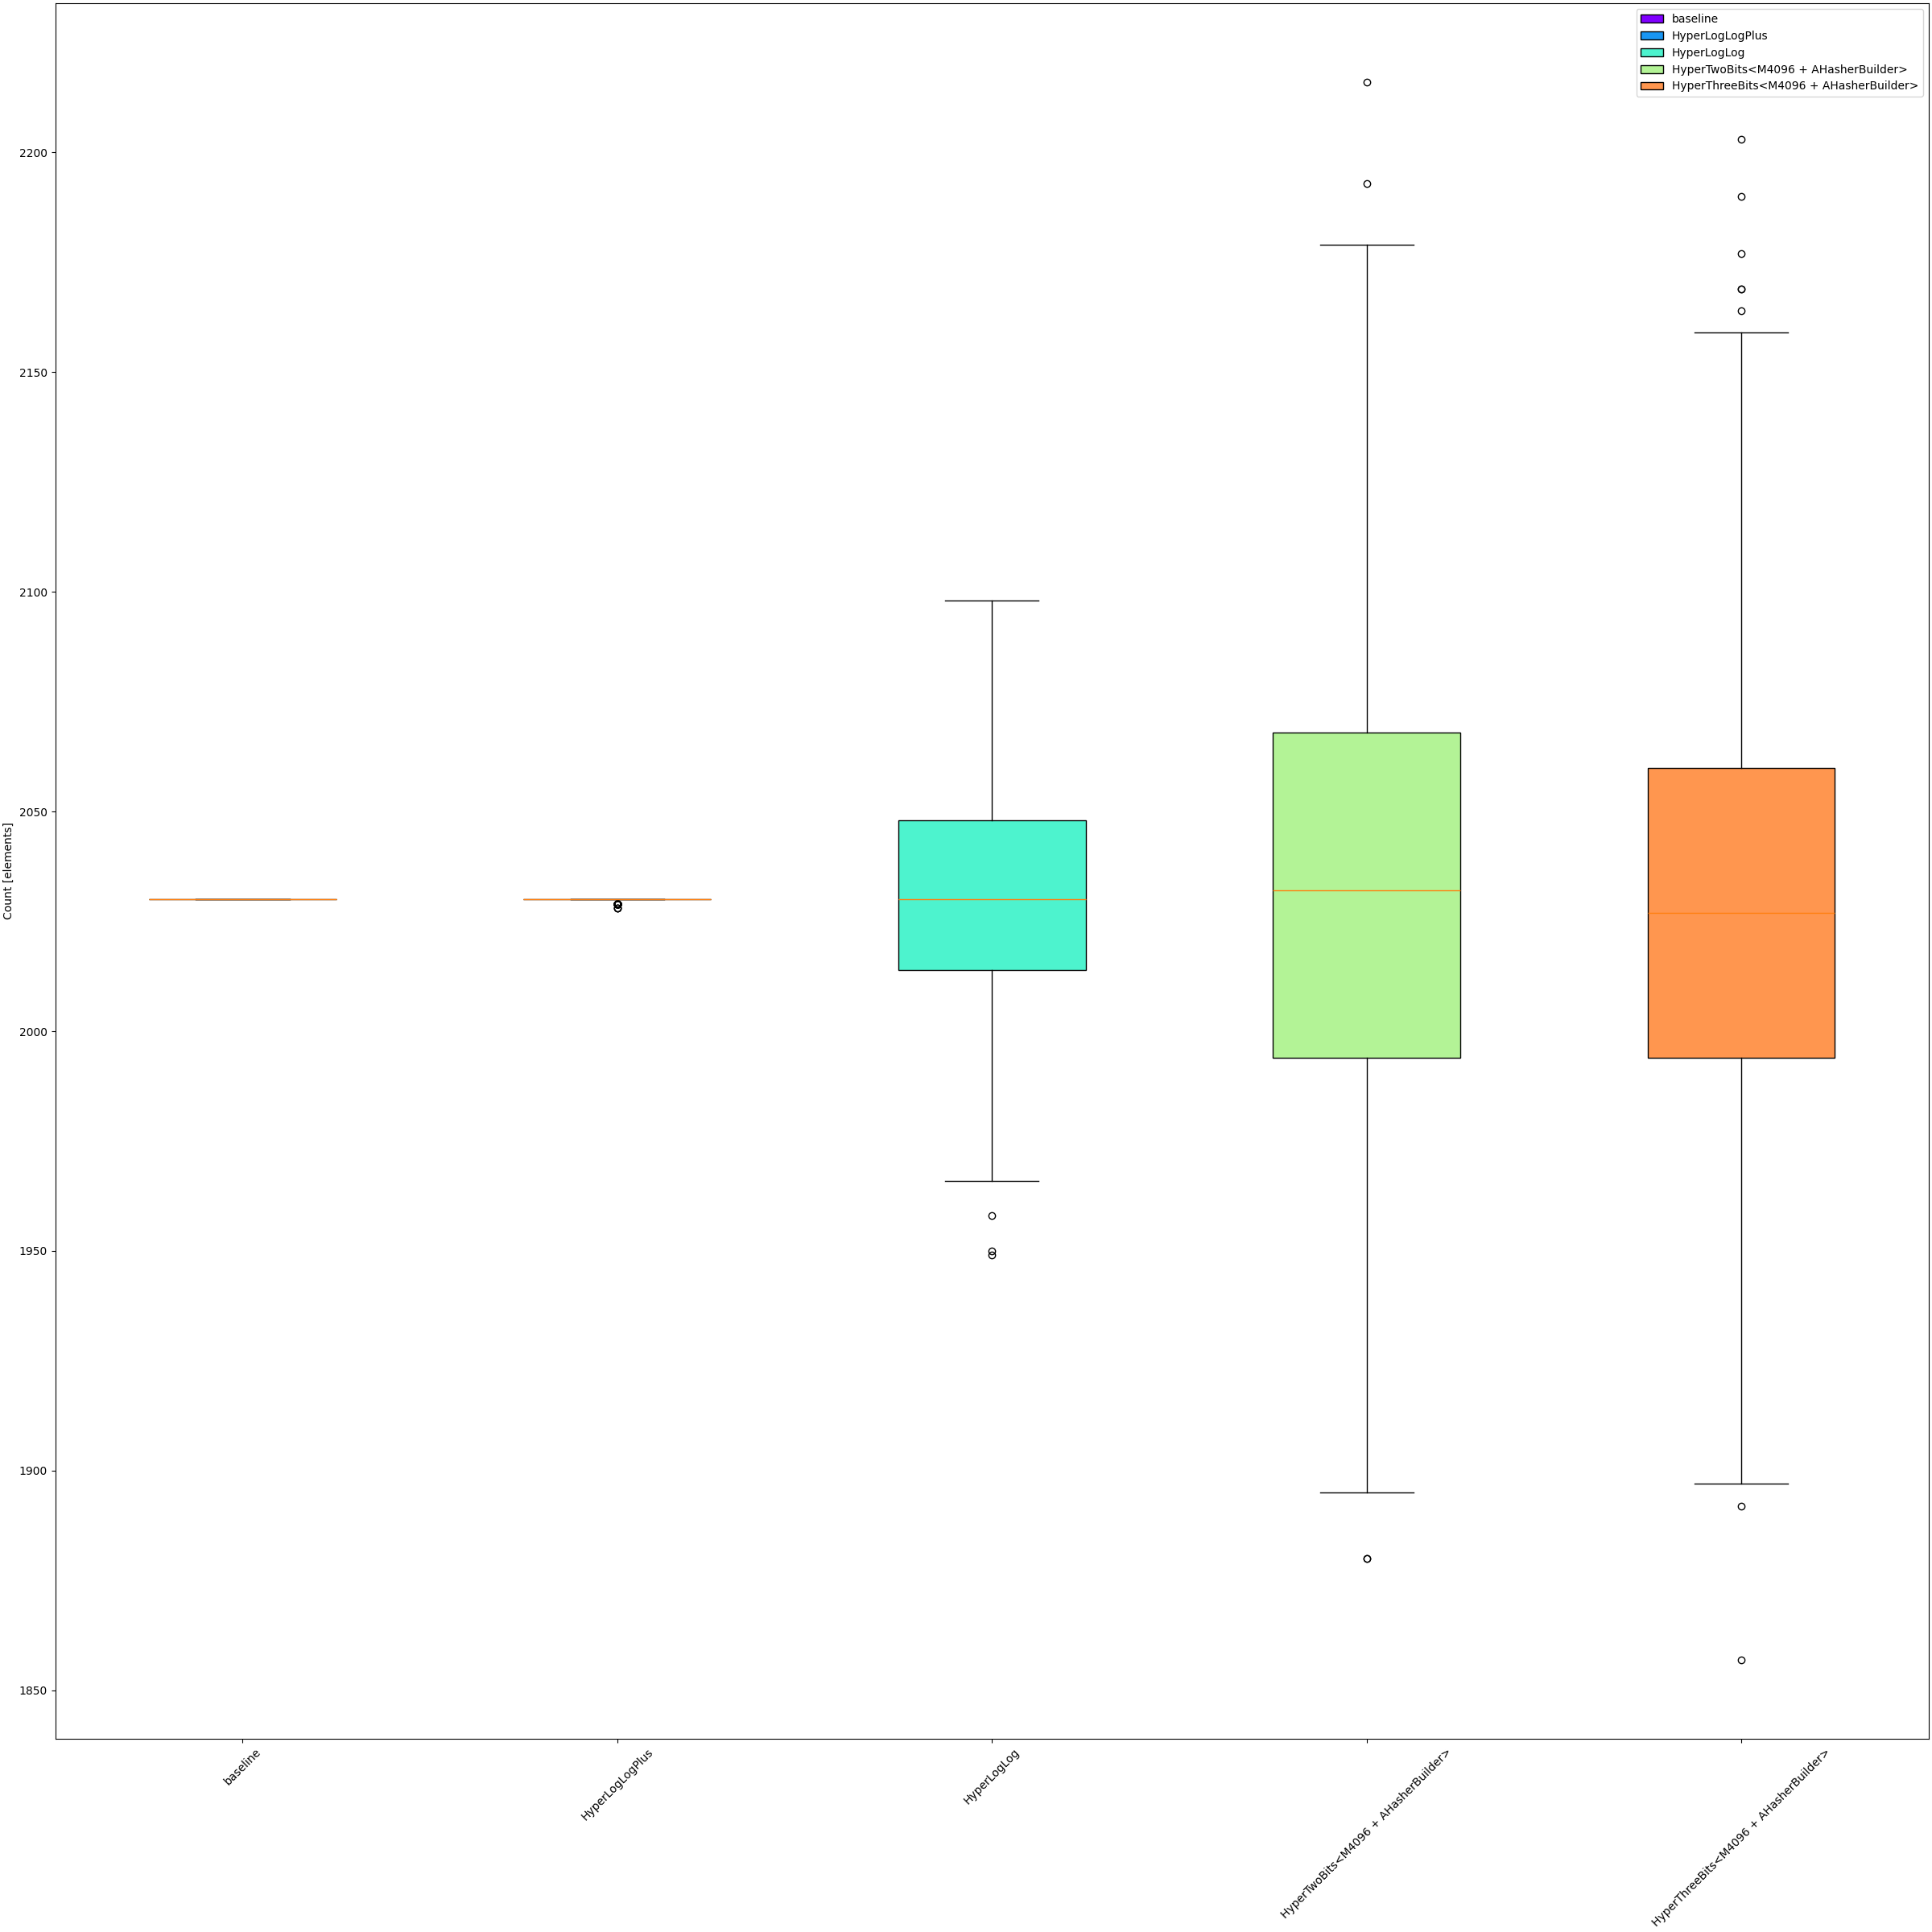 baseline
HyperLogLogPlus
HyperLogLog
HyperTwoBits<M4096 + AHasherBuilder>
HyperThreeBits<M4096 + AHasherBuilder>
2200
2150
2100
2050
2000
1950
1900
1850
Count [elements]
baseline
HyperLogLogPlus
HyperLogLog
HyperTwoBits<M4096 + AHasherBuilder>
HyperThreeBits<M4096 + AHasherBuilder>